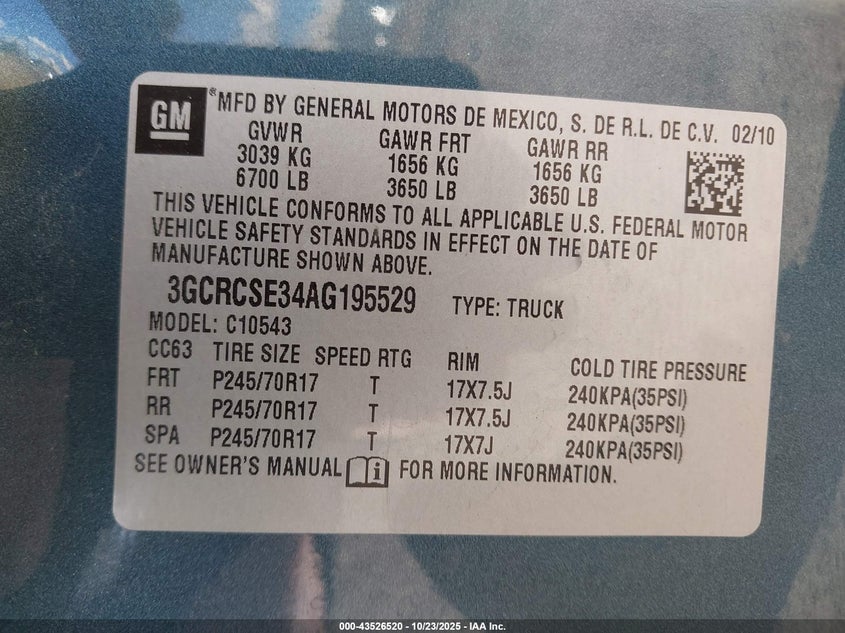 GM
®MFD BY GENERAL MOTORS DE MEXICO, S. DE R.L. DE C.V. 02/10
GVWR GAWR FRT GAWR RR
3039 KG 1656 KG 1656 KG
6700 LB 3650 LB 3650 LB
THIS VEHICLE CONFORMS TO ALL APPLICABLE U.S. FEDERAL MOTOR
VEHICLE SAFETY STANDARDS IN EFFECT ON THE DATE OF
MANUFACTURE SHOWN ABOVE.
3GCRCSE34AG195529 TYPE: TRUCK
MODEL: C10543
CC63 TIRE SIZE SPEED RTG RIM COLD TIRE PRESSURE
FRT P245/70R17 T 17X7.5J 240KPA(35PSI)
RR P245/70R17 T 17X7.5J 240KPA(35PSI)
SPA P245/70R17 T 17X7J 240KPA(35PSI)
SEE OWNER'S MANUAL i FOR MORE INFORMATION.
000-43526520 - 10/23/2025 - IAA Inc.